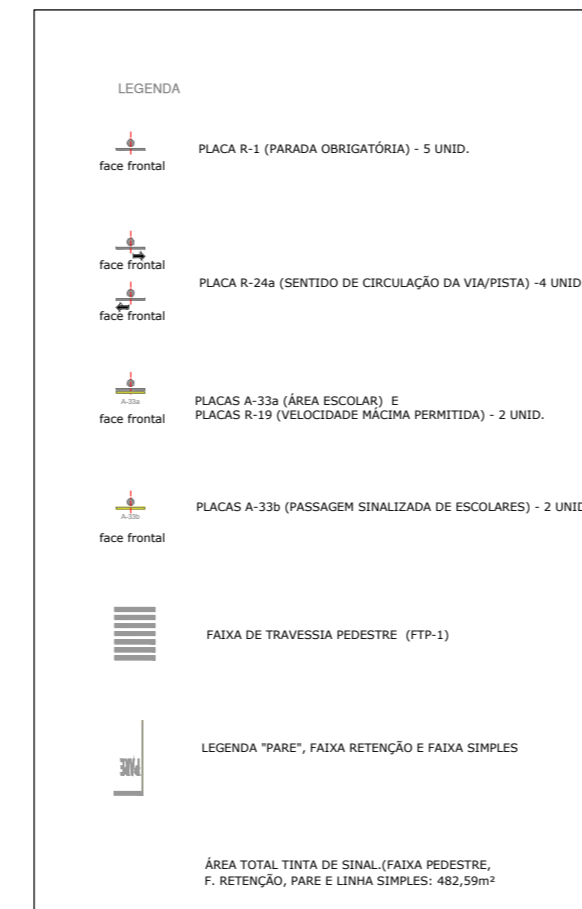 LEGENDA
face frontal
PLACA R-1 (PARADA OBRIGATÓRIA) - 5 UNID.
face frontal
face frontal
PLACA R-24a (SENTIDO DE CIRCULAÇÃO DA VIA/PISTA) -4 UNID
A-33a
face frontal
PLACAS A-33a (ÁREA ESCOLAR) E
PLACAS R-19 (VELOCIDADE MÁCIMA PERMITIDA) - 2 UNID.
A-33b
face frontal
PLACAS A-33b (PASSAGEM SINALIZADA DE ESCOLARES) - 2 UNID
FAIXA DE TRAVESSIA PEDESTRE (FTP-1)
PARE
LEGENDA "PARE", FAIXA RETENÇÃO E FAIXA SIMPLES
ÁREA TOTAL TINTA DE SINAL.(FAIXA PEDESTRE,
F. RETENÇÃO, PARE E LINHA SIMPLES: 482,59m²